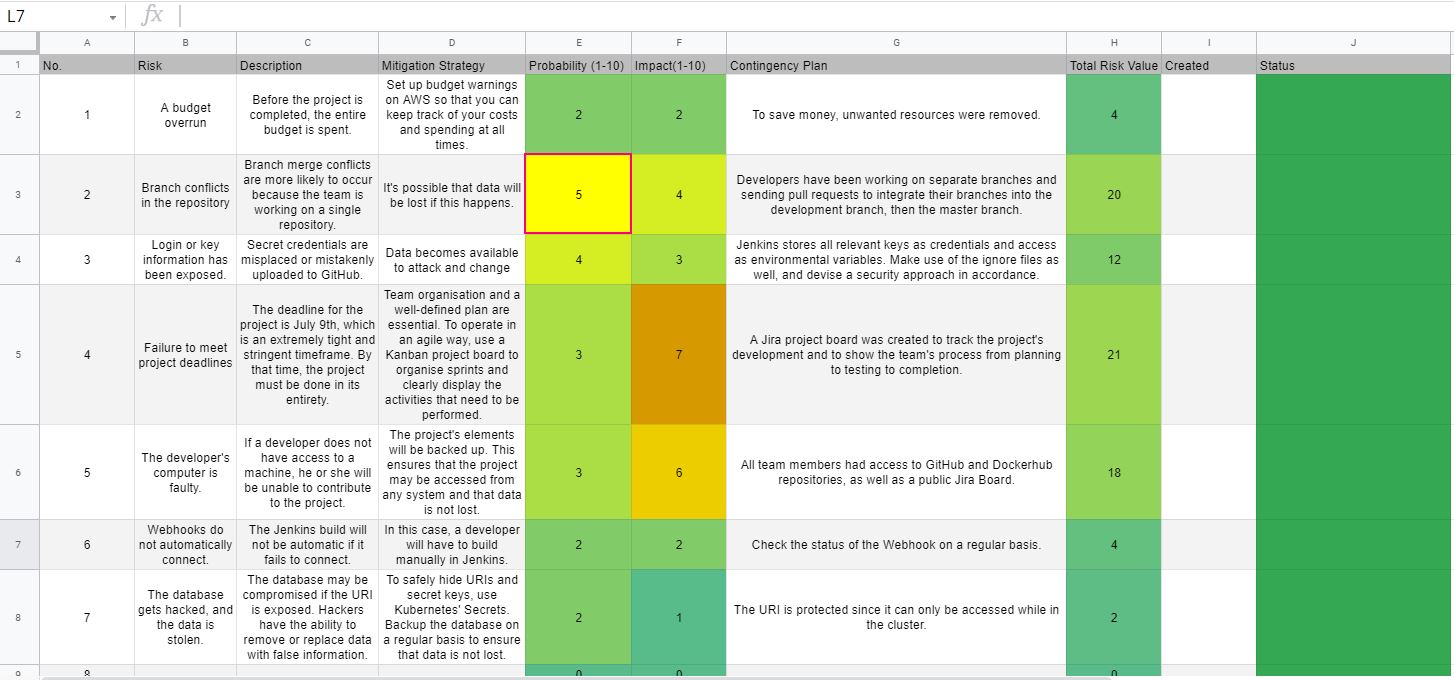 L7
fx
A B C D E F G H I J
1 No. Risk Description Mitigation Strategy Probability (1-10) Impact(1-10) Contingency Plan Total Risk Value Created Status
2
1
A budget
overrun
Before the project is
completed, the entire
budget is spent.
Set up budget warnings
on AWS so that you can
keep track of your costs
and spending at all
times.
2
2
To save money, unwanted resources were removed.
4
3
2
Branch conflicts
in the repository
Branch merge conflicts
are more likely to occur
because the team is
working on a single
repository.
It's possible that data will
be lost if this happens.
5
4
Developers have been working on separate branches and
sending pull requests to integrate their branches into the
development branch, then the master branch.
20
4
3
Login or key
information has
been exposed.
Secret credentials are
misplaced or mistakenly
uploaded to GitHub.
Data becomes available
to attack and change
4
3
Jenkins stores all relevant keys as credentials and access
as environmental variables. Make use of the ignore files as
well, and devise a security approach in accordance.
12
5
4
Failure to meet
project deadlines
The deadline for the
project is July 9th, which
is an extremely tight and
stringent timeframe. By
that time, the project
must be done in its
entirety.
Team organisation and a
well-defined plan are
essential. To operate in
an agile way, use a
Kanban project board to
organise sprints and
clearly display the
activities that need to be
performed.
3
7
A Jira project board was created to track the project's
development and to show the team's process from planning
to testing to completion.
21
6
5
The developer's
computer is
faulty.
If a developer does not
have access to a
machine, he or she will
be unable to contribute
to the project.
The project's elements
will be backed up. This
ensures that the project
may be accessed from
any system and that data
is not lost.
3
6
All team members had access to GitHub and Dockerhub
repositories, as well as a public Jira Board.
18
7
6
Webhooks do
not automatically
connect.
The Jenkins build will
not be automatic if it
fails to connect.
In this case, a developer
will have to build
manually in Jenkins.
2
2
Check the status of the Webhook on a regular basis.
4
8
7
The database
gets hacked, and
the data is
stolen.
The database may be
compromised if the URI
is exposed. Hackers
have the ability to
remove or replace data
with false information.
To safely hide URIs and
secret keys, use
Kubernetes' Secrets.
Backup the database on
a regular basis to ensure
that data is not lost.
2
1
The URI is protected since it can only be accessed while in
the cluster.
2
9
8
0
0
0